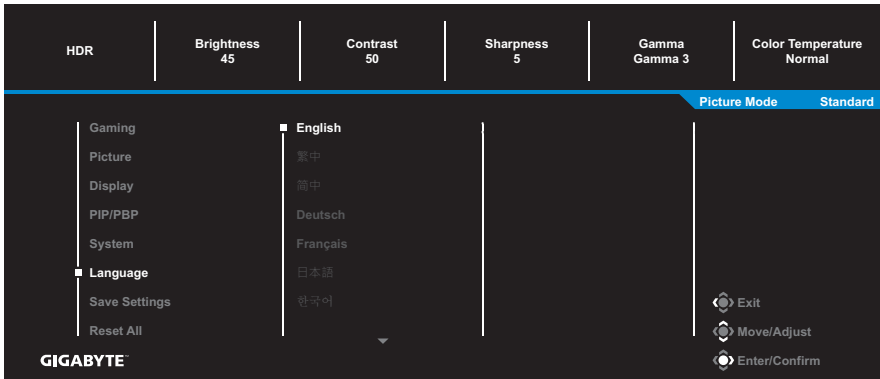 HDR
Brightness
45
Contrast
50
Sharpness
5
Gamma
Gamma 3
Color Temperature
Normal
Picture Mode Standard
Gaming
Picture
Display
PIP/PBP
System
Language
Save Settings
Reset All
English
繁中
简中
Deutsch
Français
日本語
한국어
Exit
Move/Adjust
Enter/Confirm
GIGABYTE™